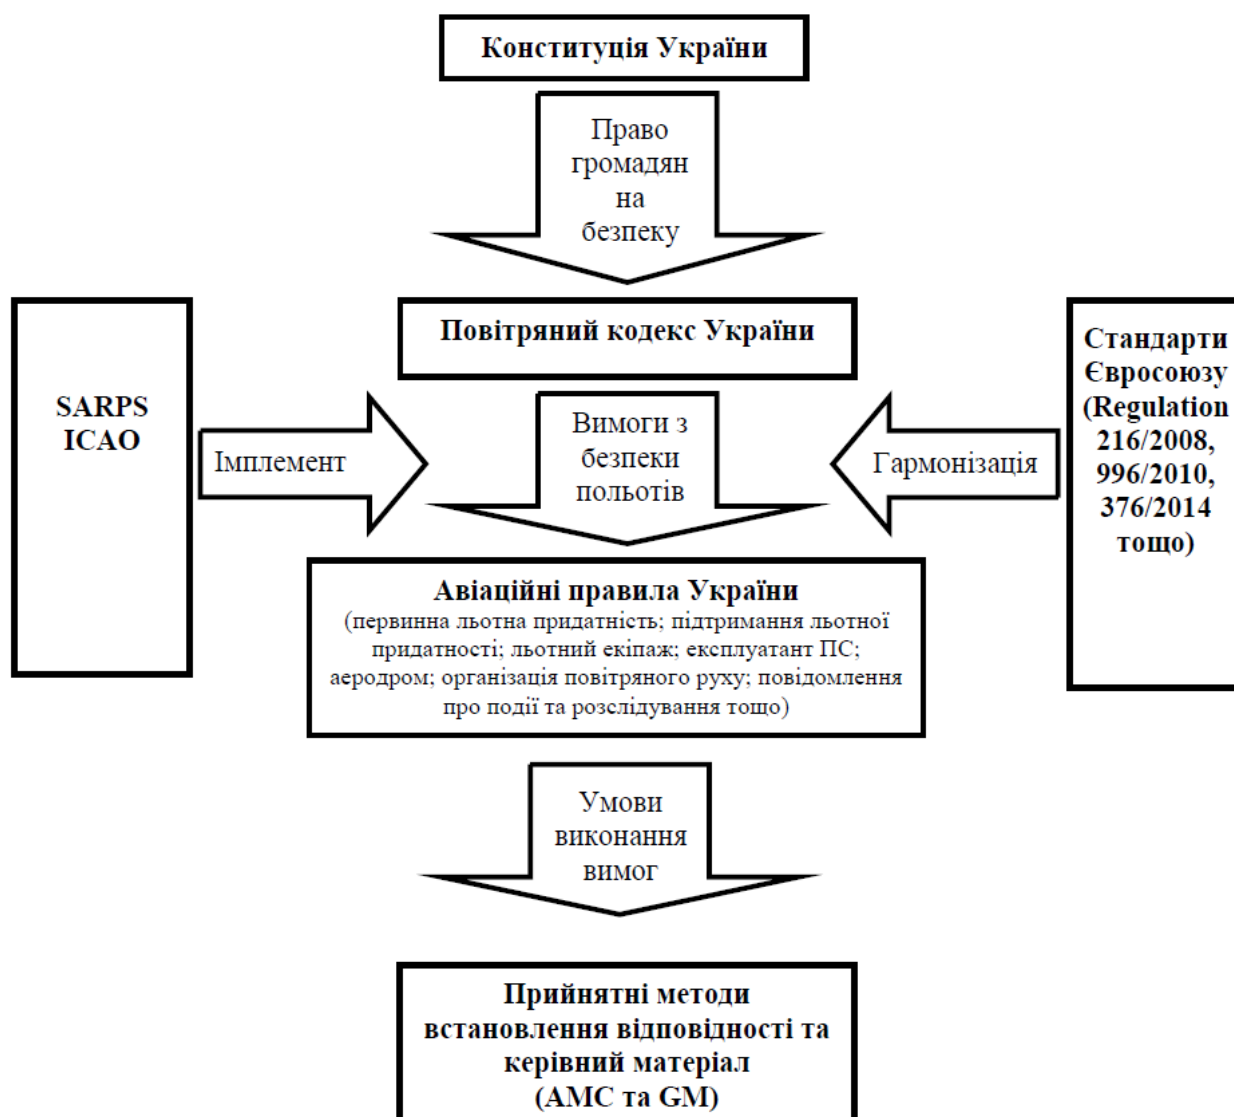 Конституція України
Право
громадян
на
безпеку
Повітряний кодекс України
SARPS
ICAO
Імплемент
Вимоги з
безпеки
польотів
Гармонізація
Стандарти
Євросоюзу
(Regulation
216/2008,
996/2010,
376/2014
тощо)
Авіаційні правила України
(первинна льотна придатність; підтримання льотної
придатності; льотний екіпаж; експлуатант ПС;
аеродром; організація повітряного руху; повідомлення
про події та розслідування тощо)
Умови
виконання
вимог
Прийнятні методи
встановлення відповідності та
керівний матеріал
(АМС та GM)